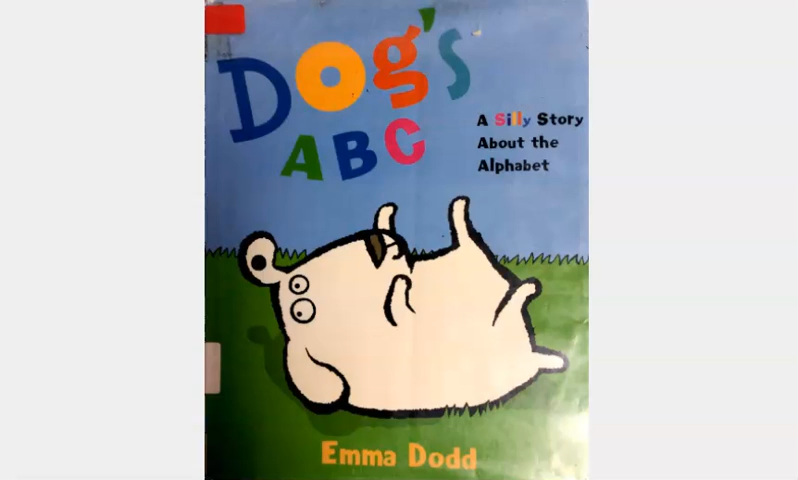 Dog's
ABC
A Silly Story
About the
Alphabet
Emma Dodd